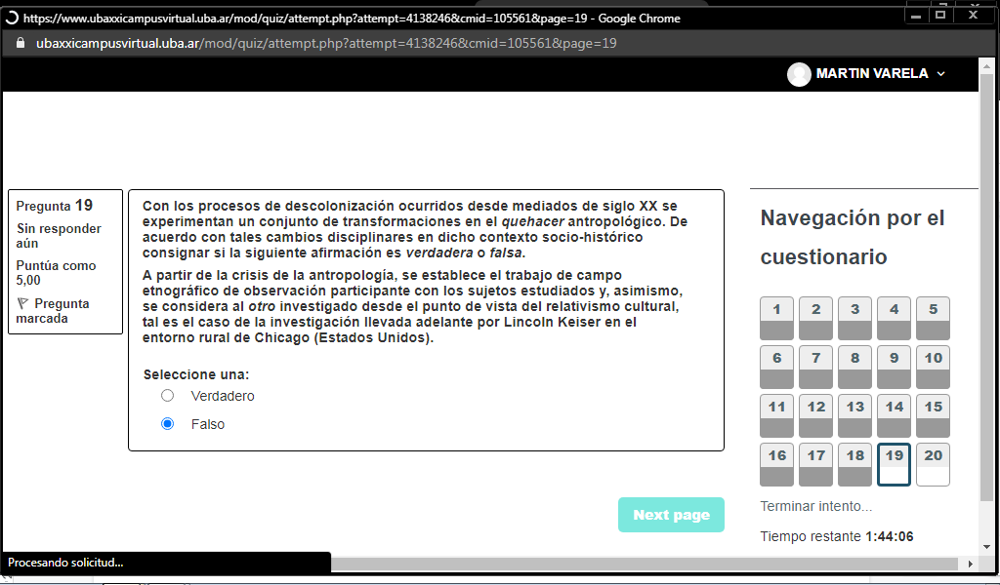 https://www.ubaxxicampusvirtual.uba.ar/mod/quiz/attempt.php?attempt=4138246&cmid=105561&page=19 - Google Chrome
ubaxxicampusvirtual.uba.ar/mod/quiz/attempt.php?attempt=4138246&cmid=105561&page=19
MARTIN VARELA
Pregunta 19
Sin responder
aún
Puntúa como
5,00
Pregunta
marcada
Con los procesos de descolonización ocurridos desde mediados de siglo XX se
experimentan un conjunto de transformaciones en el quehacer antropológico. De
acuerdo con tales cambios disciplinares en dicho contexto socio-histórico
consignar si la siguiente afirmación es verdadera o falsa.
A partir de la crisis de la antropología, se establece el trabajo de campo
etnográfico de observación participante con los sujetos estudiados y, asimismo,
se considera al otro investigado desde el punto de vista del relativismo cultural,
tal es el caso de la investigación llevada adelante por Lincoln Keiser en el
entorno rural de Chicago (Estados Unidos).
Seleccione una:
Verdadero
Falso
Next page
Navegación por el
cuestionario
1 2 3 4 5
6 7 8 9 10
11 12 13 14 15
16 17 18 19 20
Terminar intento...
Tiempo restante 1:44:06
Procesando solicitud...